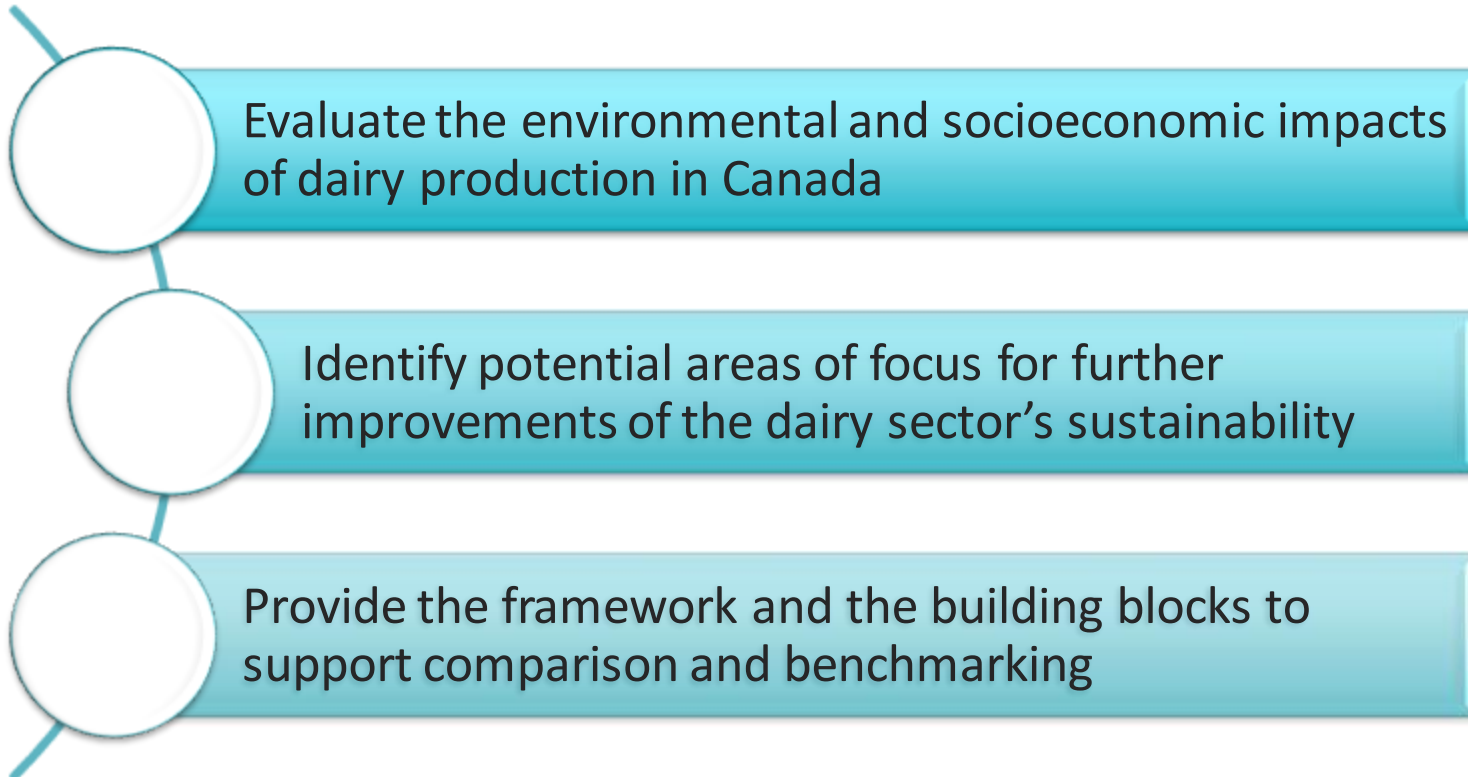 Evaluate the environmental and socioeconomic impacts
of dairy production in Canada
Identify potential areas of focus for further
improvements of the dairy sector’s sustainability
Provide the framework and the building blocks to
support comparison and benchmarking